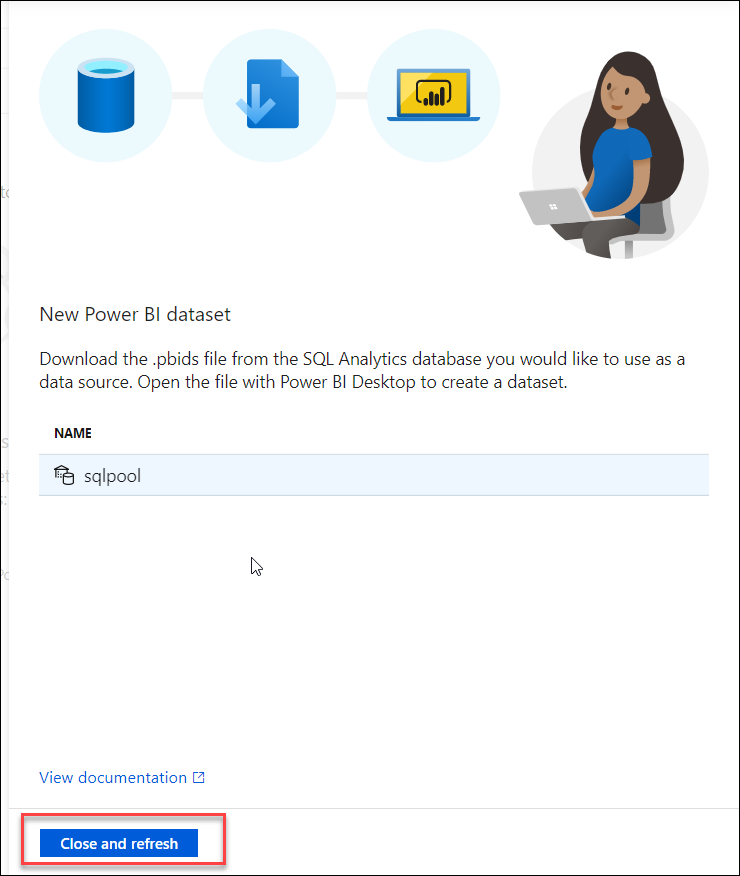 New Power BI dataset
Download the .pbids file from the SQL Analytics database you would like to use as a
data source. Open the file with Power BI Desktop to create a dataset.
NAME
sqlpool
View documentation
Close and refresh